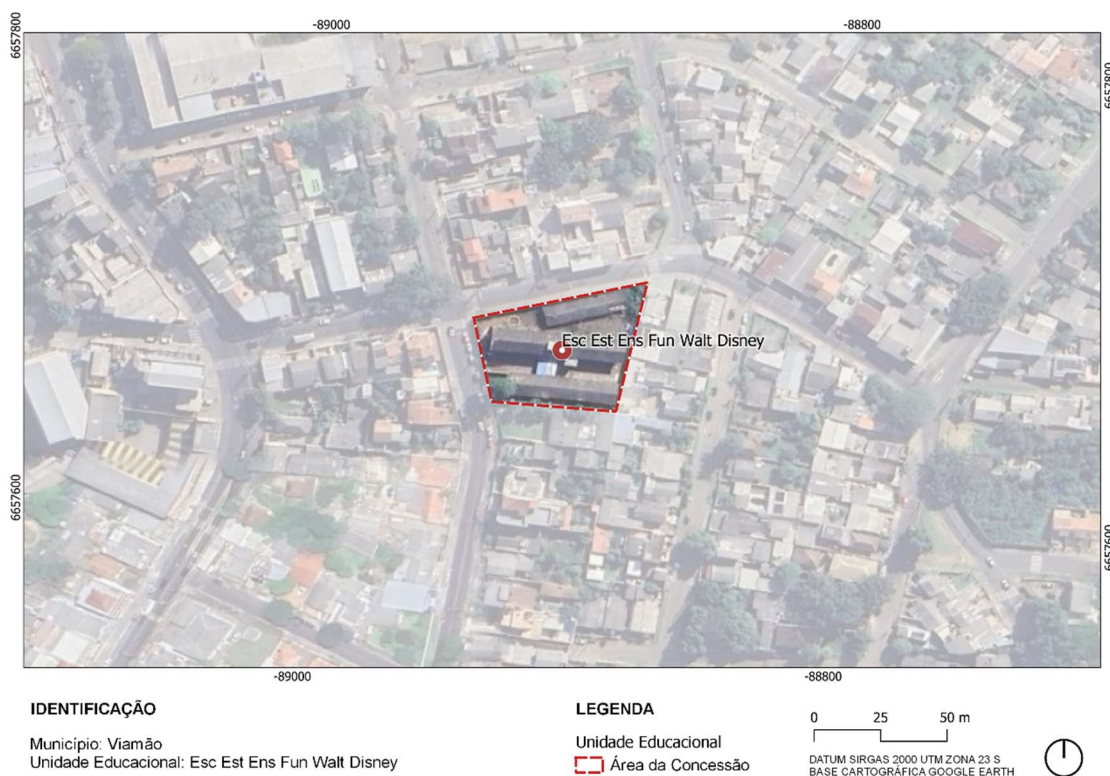 -89000
-88800
6657800
6657800
Esc Est Ens Fun Walt Disney
6657600
6657600
-89000
-88800
IDENTIFICAÇÃO
Município: Viamão
Unidade Educacional: Esc Est Ens Fun Walt Disney
LEGENDA
Unidade Educacional
Área da Concessão
0 25 50 m
DATUM SIRGAS 2000 UTM ZONA 23 S
BASE CARTOGRÁFICA GOOGLE EARTH